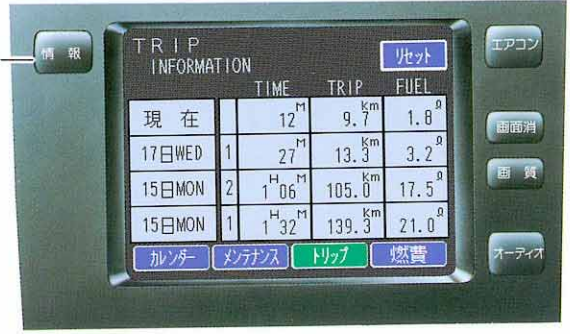 情 報
TRIP
INFORMATION
リセット
エアコン
TIME TRIP FUEL
現 在 12M 9.7Km 1.8ℓ
画面消
17日WED 1 27M 13.3Km 3.2ℓ
画 質
15日MON 2 1H06M 105.0Km 17.5ℓ
15日MON 1 1H32M 139.3Km 21.0ℓ
カレンダー メンテナンス トリップ 燃費
オーディオ